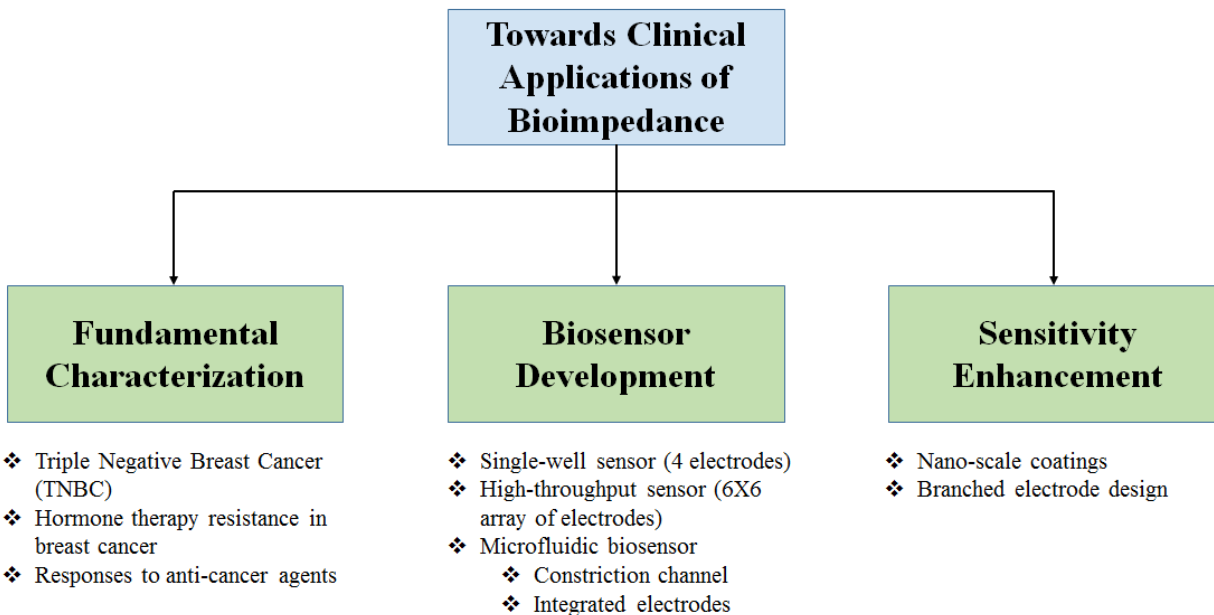 Towards Clinical
Applications of
Bioimpedance
Fundamental
Characterization
❖ Triple Negative Breast Cancer
(TNBC)
❖ Hormone therapy resistance in
breast cancer
❖ Responses to anti-cancer agents
Biosensor
Development
❖ Single-well sensor (4 electrodes)
❖ High-throughput sensor (6X6
array of electrodes)
❖ Microfluidic biosensor
❖ Constriction channel
❖ Integrated electrodes
Sensitivity
Enhancement
❖ Nano-scale coatings
❖ Branched electrode design